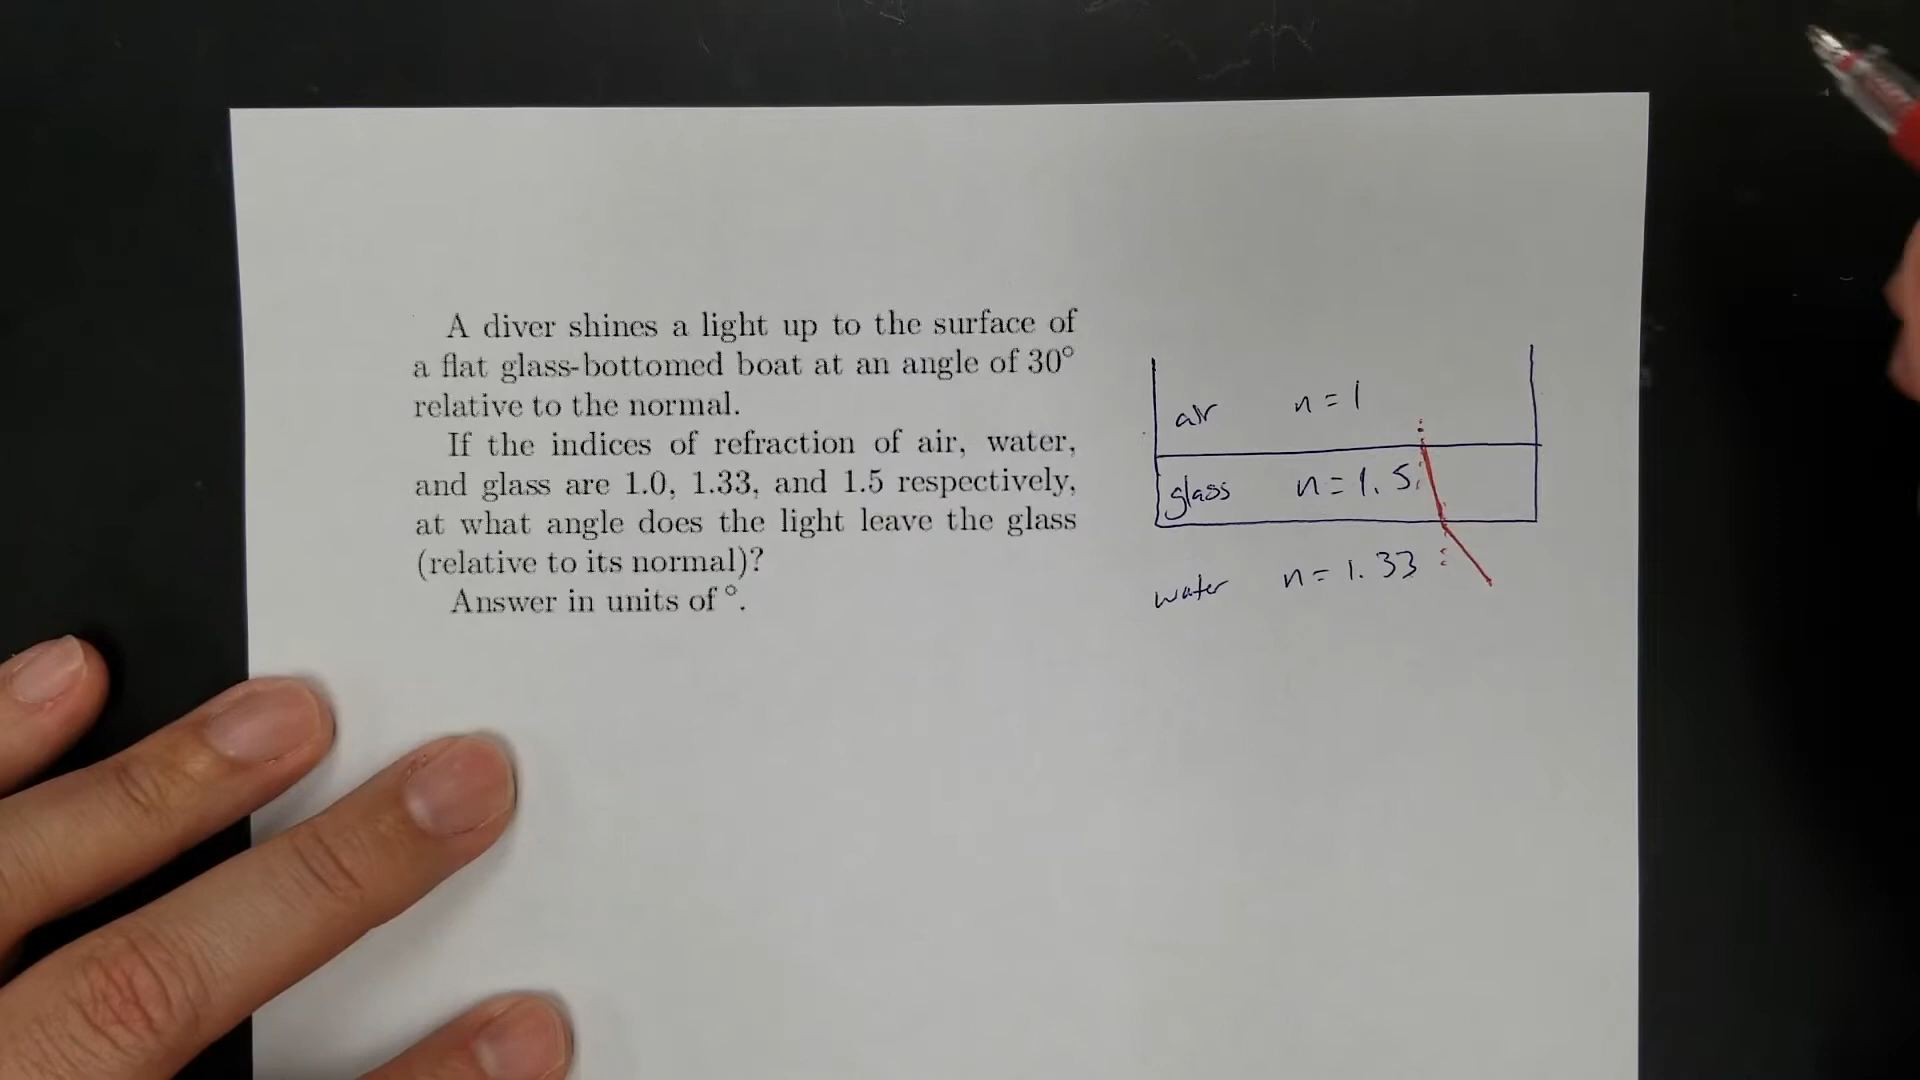 A diver shines a light up to the surface of
a flat glass-bottomed boat at an angle of 30°
relative to the normal.
If the indices of refraction of air, water,
and glass are 1.0, 1.33, and 1.5 respectively,
at what angle does the light leave the glass
(relative to its normal)?
Answer in units of °.
air n = 1
glass n = 1.5
water n = 1.33